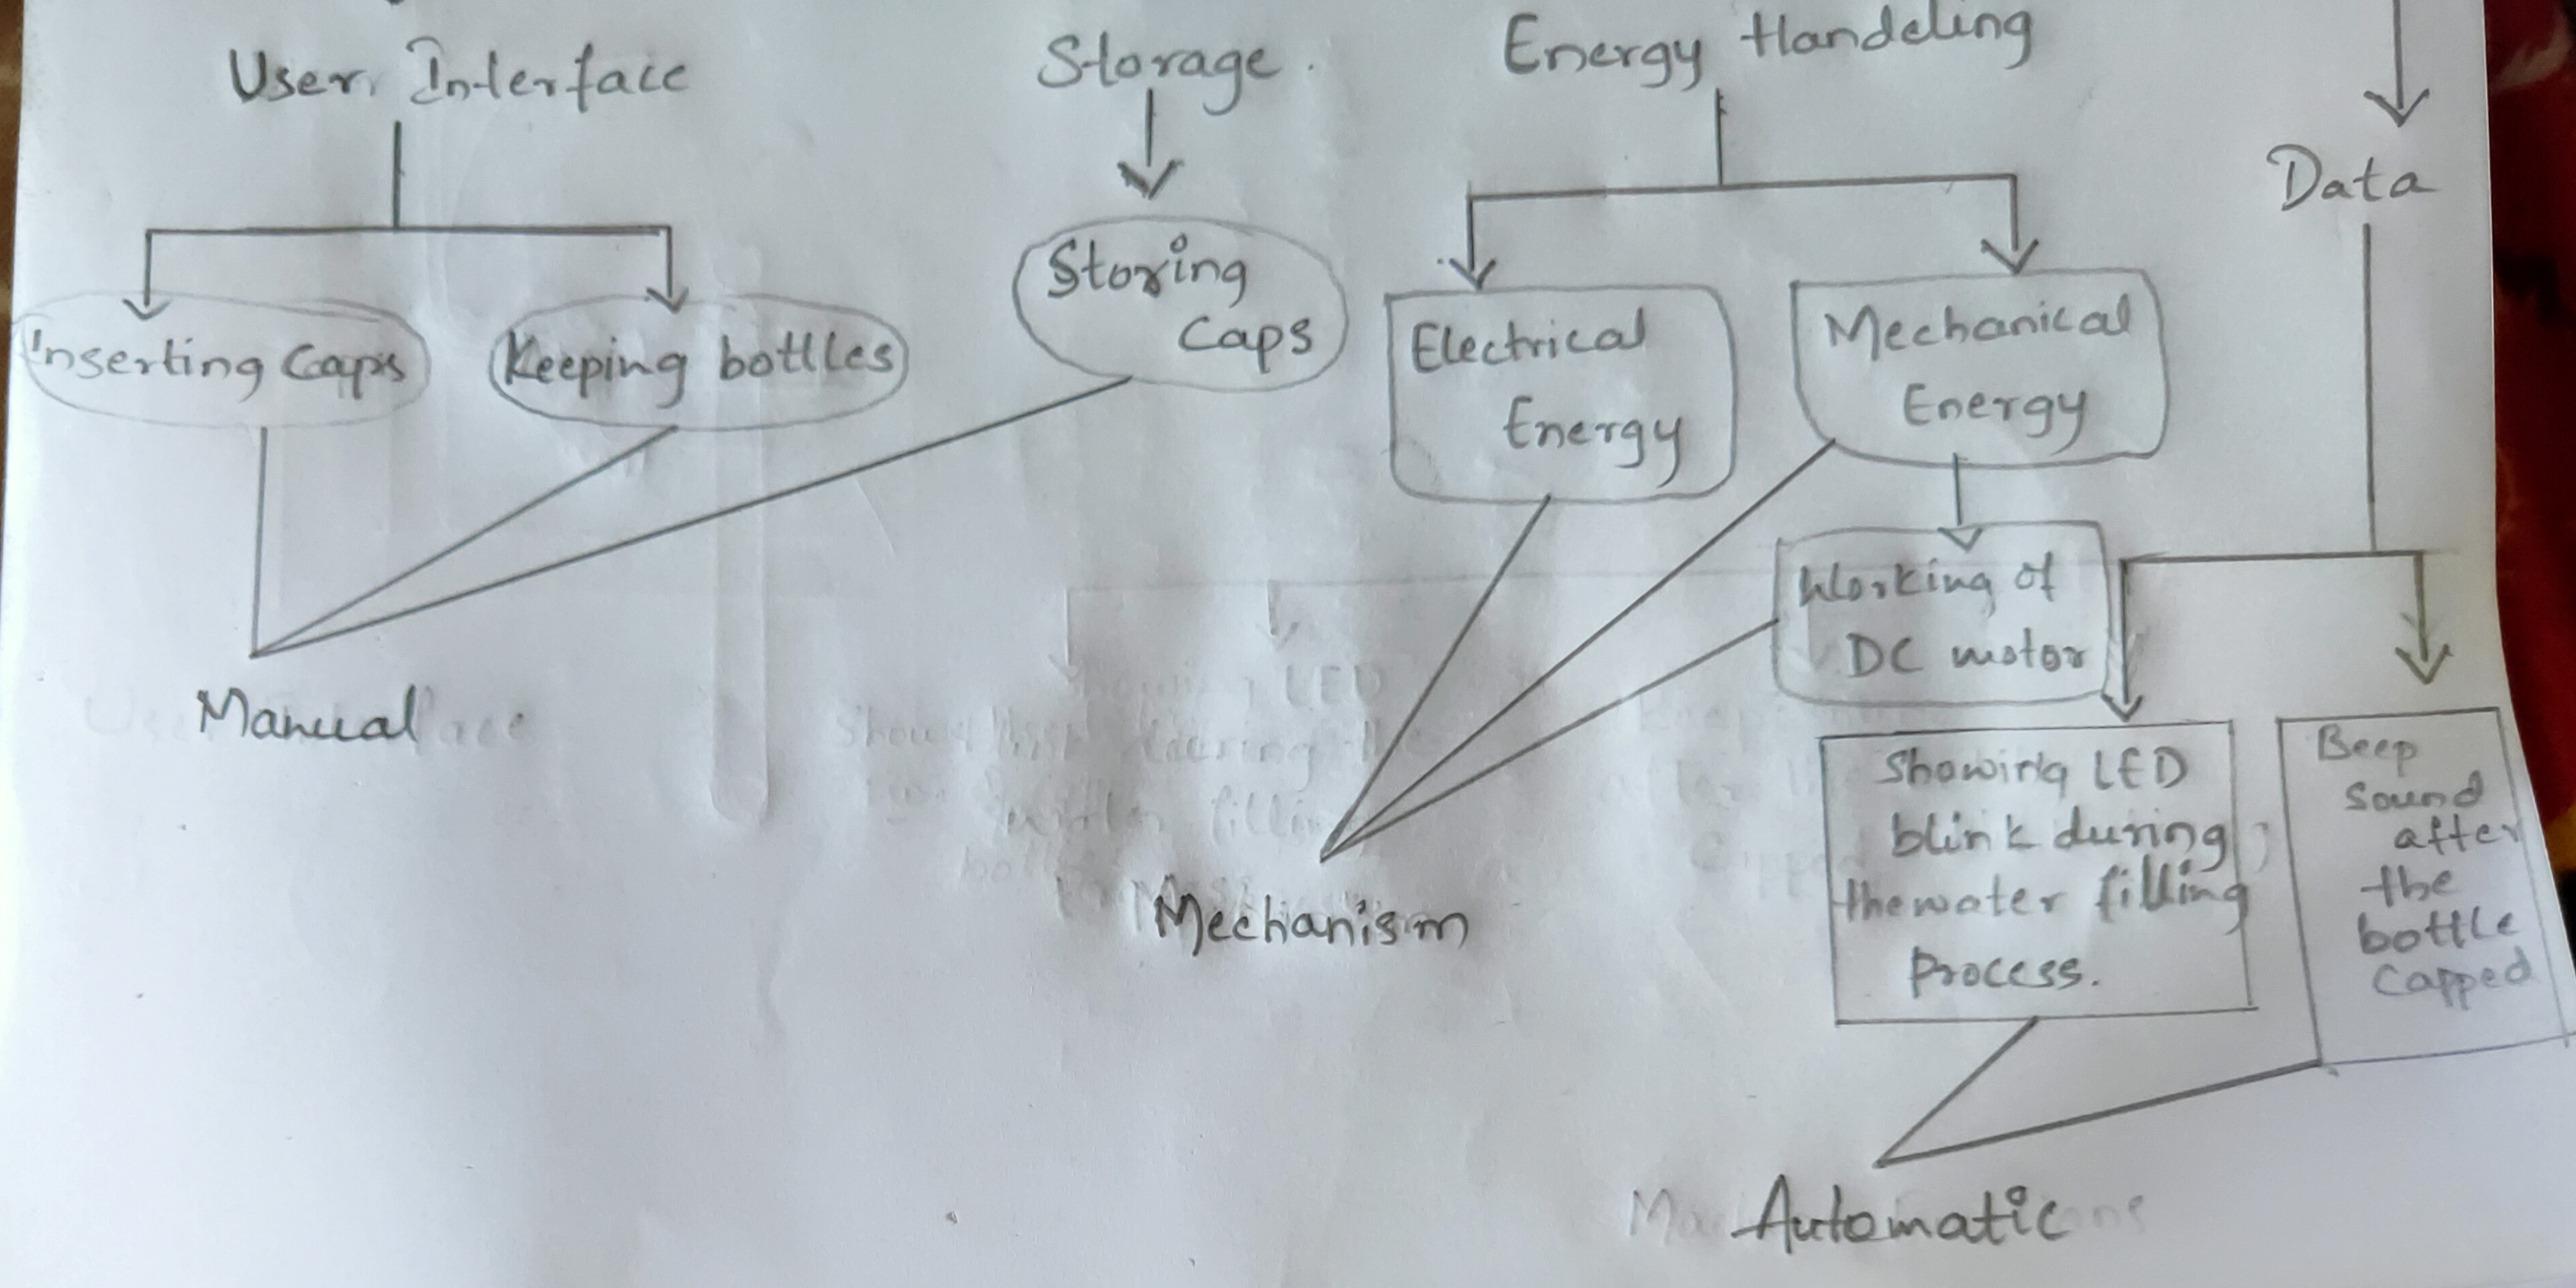 User Interface
Storage.
Energy Handeling
Data
Inserting Caps
Keeping bottles
Storing
Caps
Electrical
Energy
Mechanical
Energy
Working of
DC motor
Manual
Mechanism
Showing LED
blink during
the water filling
Process.
Beep
Sound
after
the
bottle
Capped
Automatic